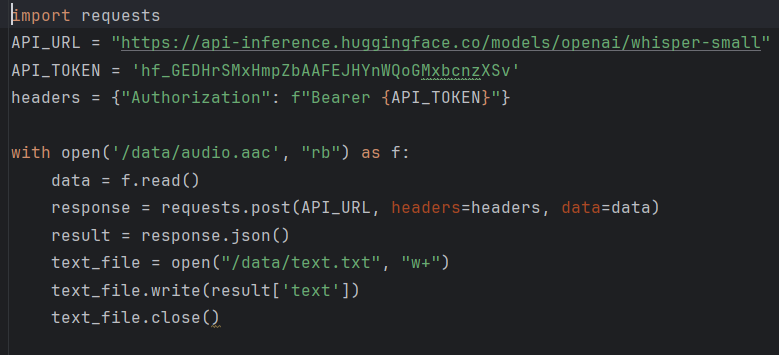 import requests
API_URL = "https://api-inference.huggingface.co/models/openai/whisper-small"
API_TOKEN = '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'
headers = {"Authorization": f"Bearer {API_TOKEN}"}
with open('/data/audio.aac', "rb") as f:
    data = f.read()
    response = requests.post(API_URL, headers=headers, data=data)
    result = response.json()
    text_file = open("/data/text.txt", "w+")
    text_file.write(result['text'])
    text_file.close()